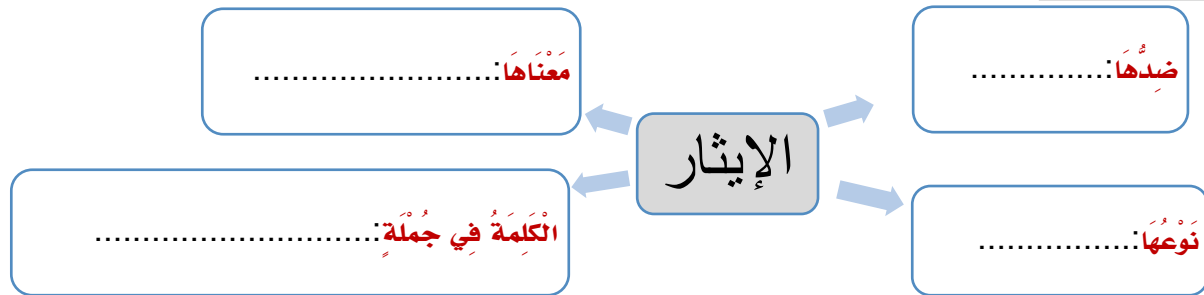 ضِدُّهَا:..............
مَعْنَاهَا:.........................
الإيثار
نَوْعُهَا:................
الْكَلِمَةُ فِي جُمْلَةٍ:.............................